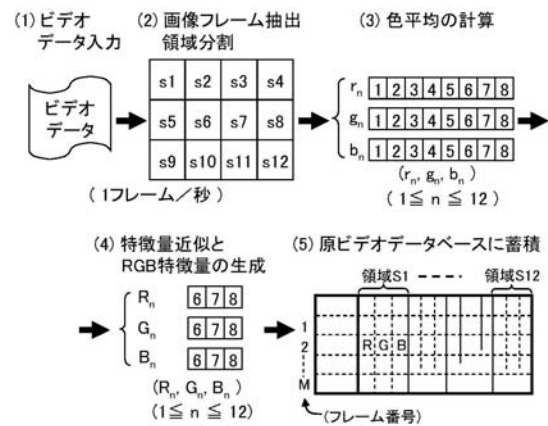 (1) ビデオ
データ入力
ビデオ
データ
(2) 画像フレーム抽出
領域分割
s1 s2 s3 s4
s5 s6 s7 s8
s9 s10 s11 s12
(1フレーム/秒)
(3) 色平均の計算
rn 1 2 3 4 5 6 7 8
gn 1 2 3 4 5 6 7 8
bn 1 2 3 4 5 6 7 8
(rn, gn, bn)
(1≦ n ≦ 12)
(4) 特徴量近似と
RGB特徴量の生成
Rn 6 7 8
Gn 6 7 8
Bn 6 7 8
(Rn, Gn, Bn)
(1≦ n ≦ 12)
(5) 原ビデオデータベースに蓄積
領域S1 ---- 領域S12
1
2 R G B
M
(フレーム番号)